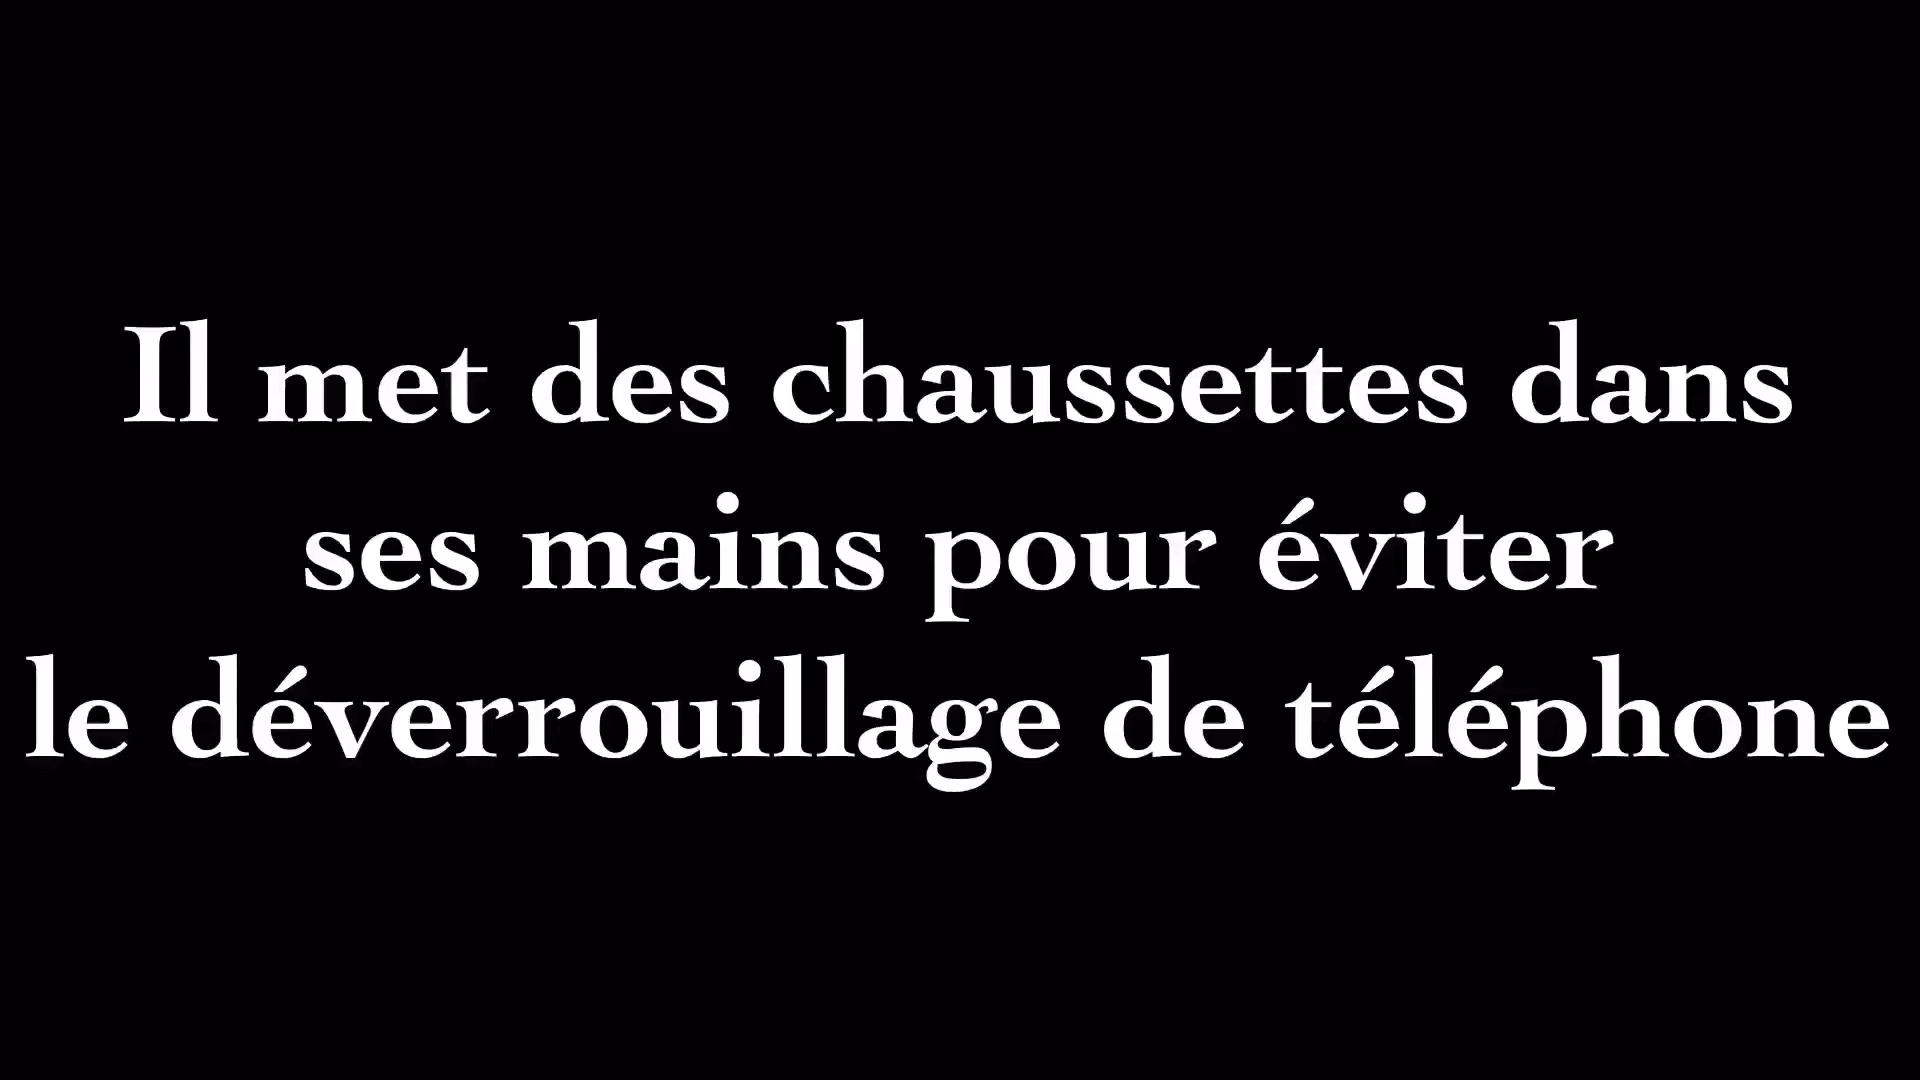 Il met des chaussettes dans
ses mains pour éviter
le déverrouillage de téléphone